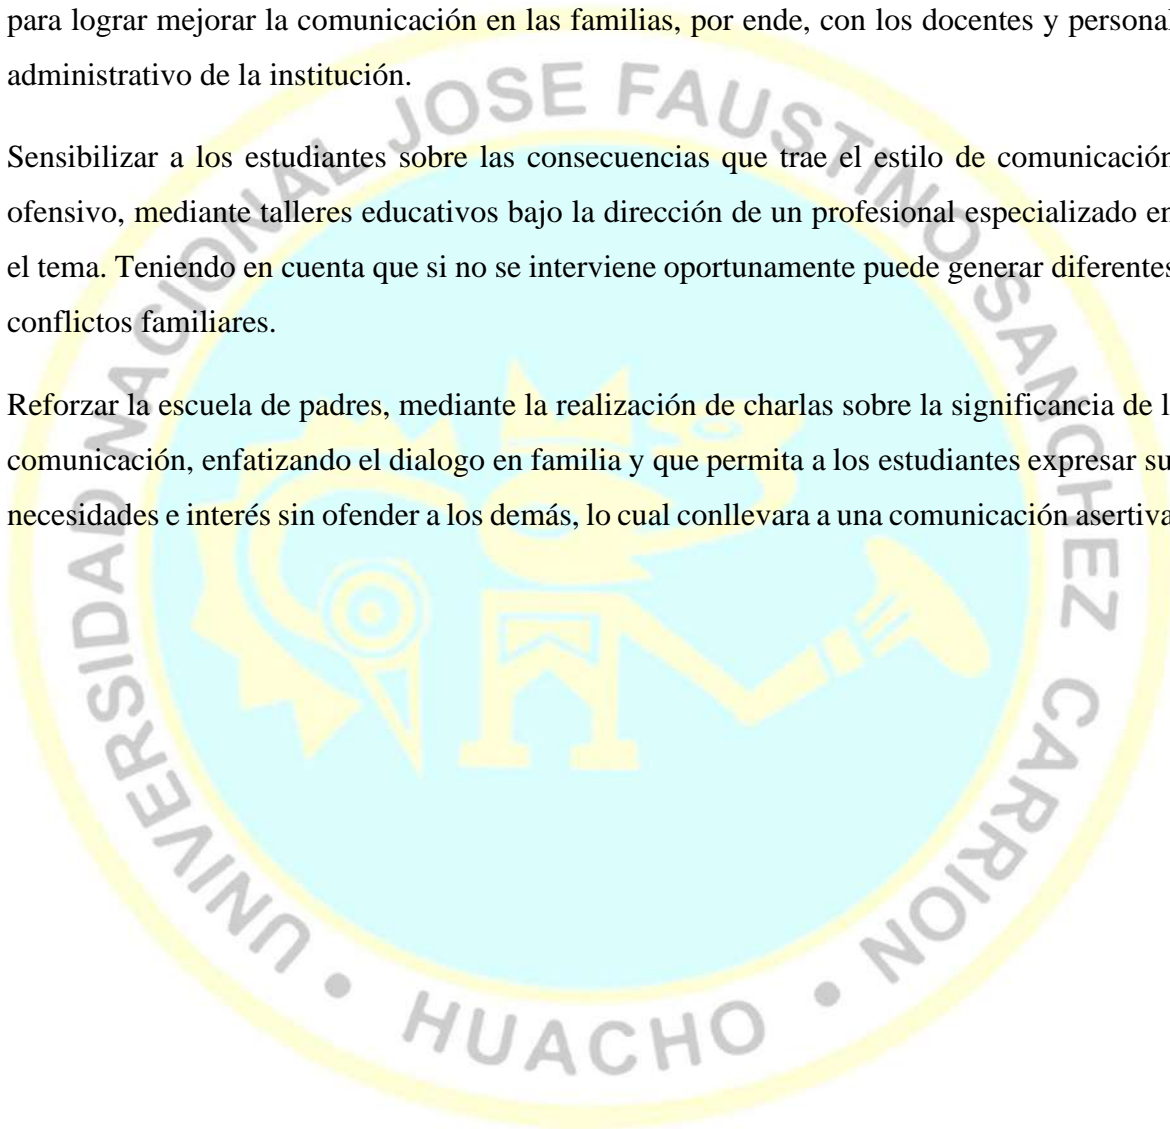 para lograr mejorar la comunicación en las familias, por ende, con los docentes y personal
administrativo de la institución.
Sensibilizar a los estudiantes sobre las consecuencias que trae el estilo de comunicación
ofensivo, mediante talleres educativos bajo la dirección de un profesional especializado en
el tema. Teniendo en cuenta que si no se interviene oportunamente puede generar diferentes
conflictos familiares.
Reforzar la escuela de padres, mediante la realización de charlas sobre la significancia de l
comunicación, enfatizando el dialogo en familia y que permita a los estudiantes expresar su
necesidades e interés sin ofender a los demás, lo cual conllevara a una comunicación asertiva
UNIVERSIDAD NACIONAL JOSE FAUSTINO SANCHEZ CARRION
• HUACHO •